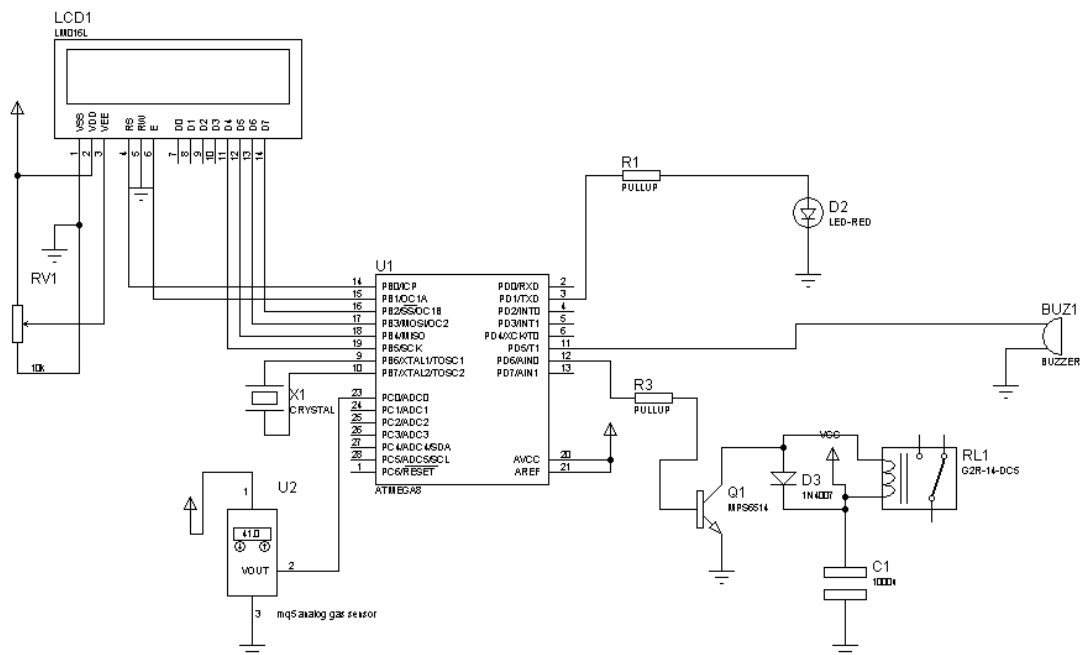 LCD1
LM016L
VSS
VDD
VEE
RS
RW
E
D0
D1
D2
D3
D4
D5
D6
D7
1
2
3
4
5
6
7
8
9
10
11
12
13
14
RV1
10k
R1
PULLUP
D2
LED-RED
U1
14 PB0/ICP PD0/RXD 2
15 PB1/OC1A PD1/TXD 3
16 PB2/SS/OC1B PD2/INT0 4
17 PB3/MOSI/OC2 PD3/INT1 5
18 PB4/MISO PD4/XCK/T0 6
19 PB5/SCK PD5/T1 11
9 PB6/XTAL1/TOSC1 PD6/AIN0 12
10 PB7/XTAL2/TOSC2 PD7/AIN1 13
23 PC0/ADC0
24 PC1/ADC1
25 PC2/ADC2
26 PC3/ADC3
27 PC4/ADC4/SDA AVCC 20
28 PC5/ADC5/SCL AREF 21
1 PC6/RESET
ATMEGA8
BUZ1
BUZZER
X1
CRYSTAL
R3
PULLUP
VCC
RL1
G2R-14-DC5
D3
1N4007
Q1
MPS6514
C1
1000u
U2
1
41.0
VOUT 2
3
mq5 analog gas sensor